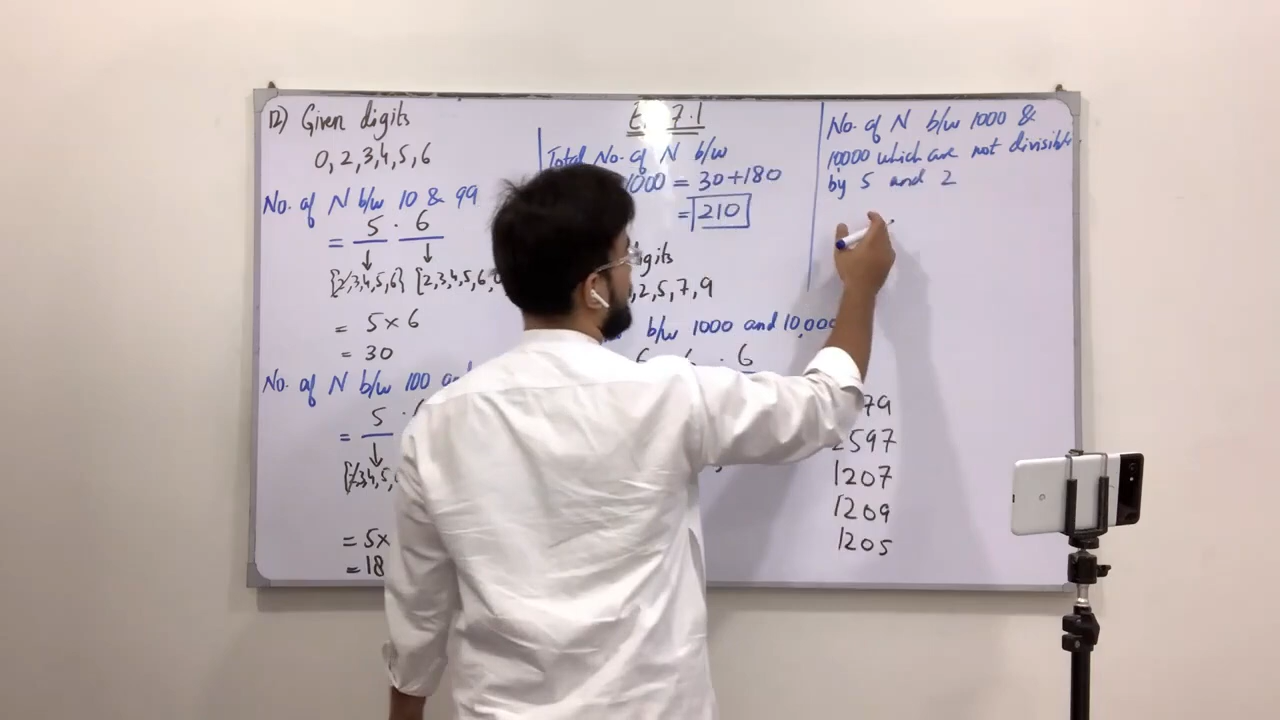 12) Given digits
0, 2, 3, 4, 5, 6
No. of N b/w 10 & 99
= 5 . 6
{2,3,4,5,6} {2,3,4,5,6,0
= 5×6
= 30
No. of N b/w 100 and
= 5 .
{2,3,4,5,
= 5×
= 18
7.1
Total No. of N b/w
1000 = 30+180
= 210
digits
,2,5,7,9
b/w 1000 and 10,000
6 . 6
79
2597
1207
1209
1205
No. of N b/w 1000 &
10000 which are not divisible
by 5 and 2
G